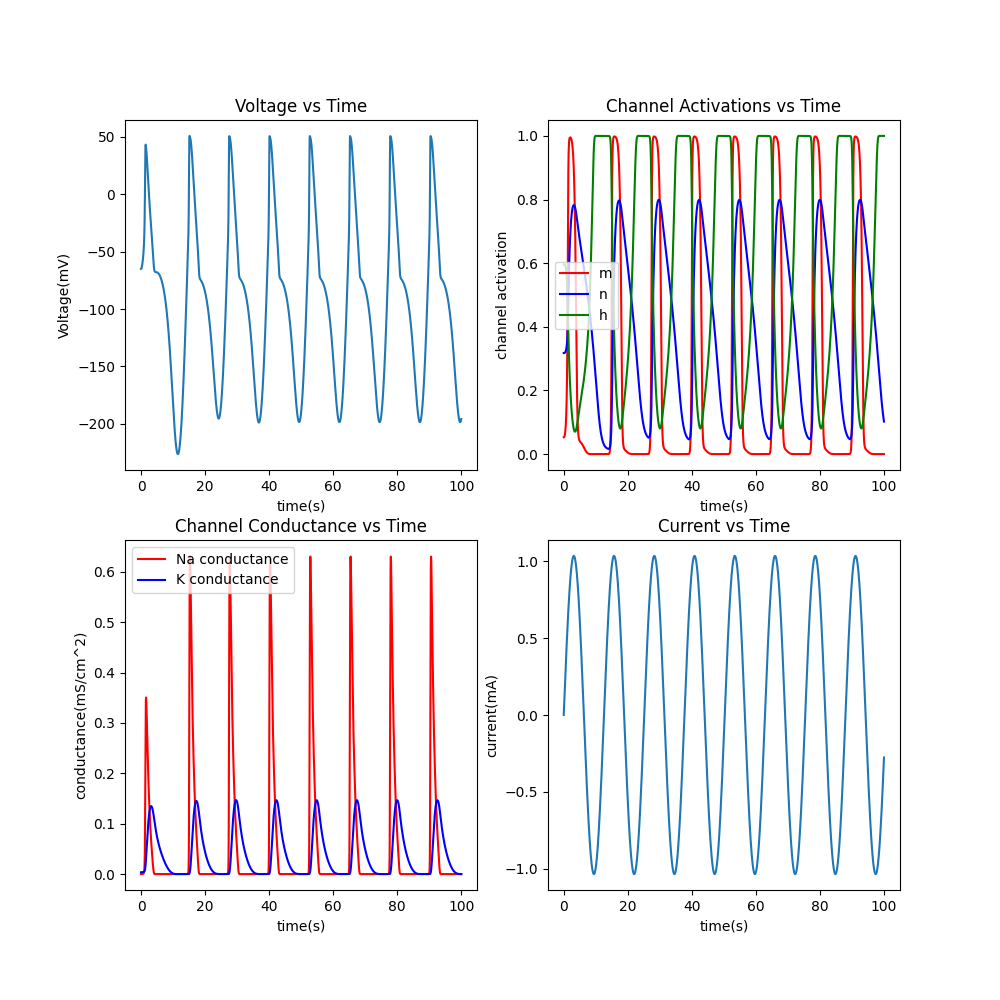 Voltage vs Time
Voltage(mV)
50
0
−50
−100
−150
−200
0 20 40 60 80 100
time(s)
Channel Activations vs Time
channel activation
1.0
0.8
0.6
0.4
0.2
0.0
m
n
h
0 20 40 60 80 100
time(s)
Channel Conductance vs Time
conductance(mS/cm^2)
0.6
0.5
0.4
0.3
0.2
0.1
0.0
Na conductance
K conductance
0 20 40 60 80 100
time(s)
Current vs Time
current(mA)
1.0
0.5
0.0
−0.5
−1.0
0 20 40 60 80 100
time(s)